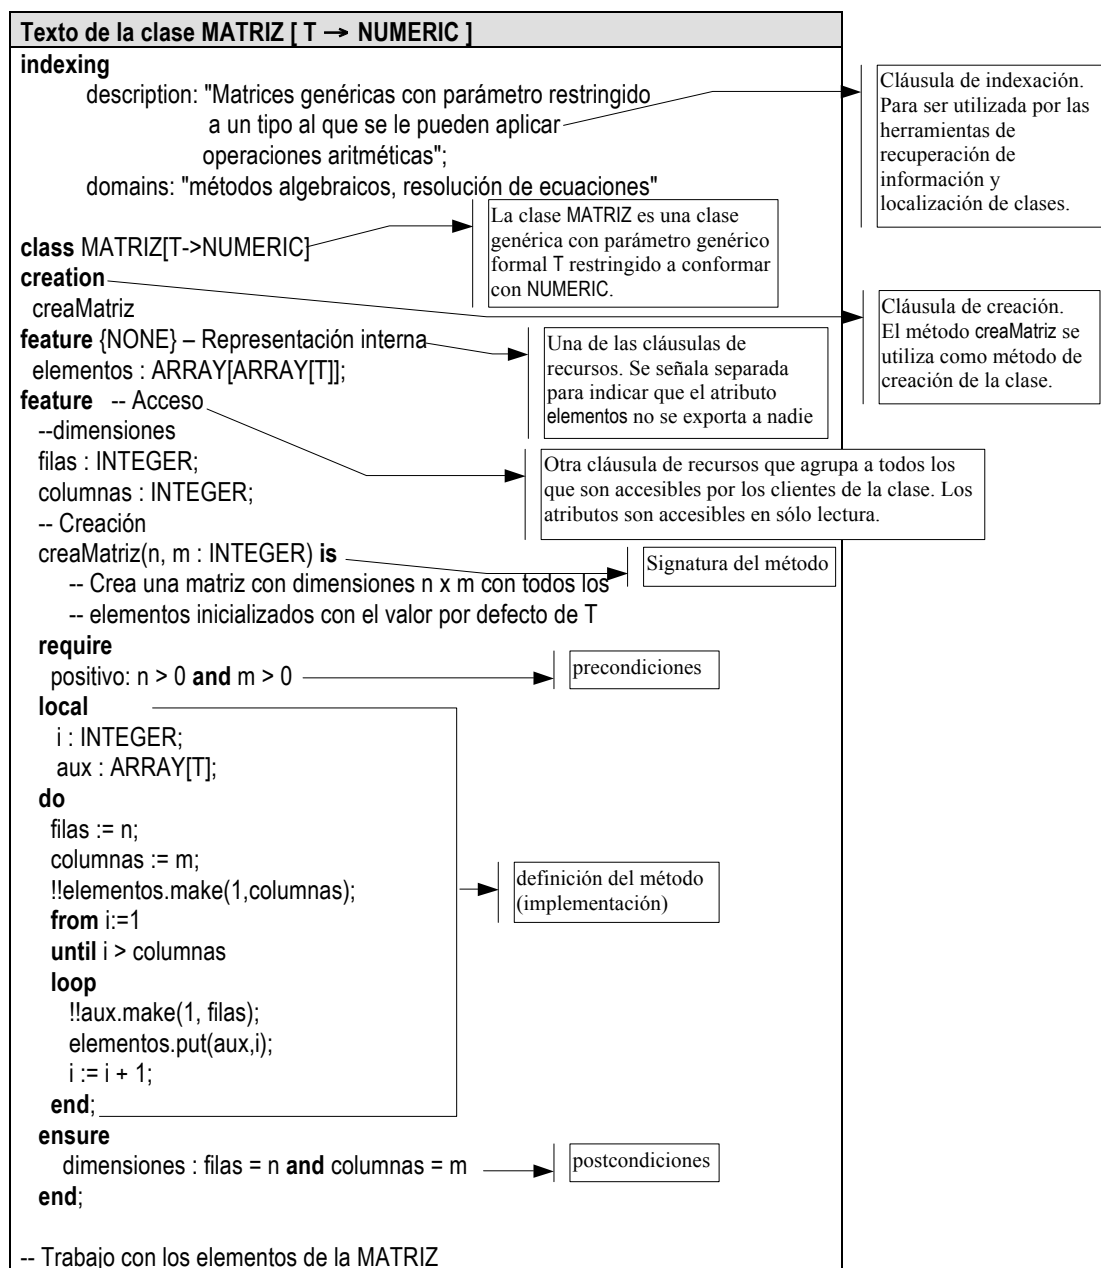 Texto de la clase MATRIZ [ T → NUMERIC ]
indexing
description: "Matrices genéricas con parámetro restringido
a un tipo al que se le pueden aplicar
operaciones aritméticas";
domains: "métodos algebraicos, resolución de ecuaciones"
Cláusula de indexación.
Para ser utilizada por las
herramientas de
recuperación de
información y
localización de clases.
class MATRIZ[T->NUMERIC]
La clase MATRIZ es una clase
genérica con parámetro genérico
formal T restringido a conformar
con NUMERIC.
creation
creaMatriz
Cláusula de creación.
El método creaMatriz se
utiliza como método de
creación de la clase.
feature {NONE} – Representación interna
elementos : ARRAY[ARRAY[T]];
Una de las cláusulas de
recursos. Se señala separada
para indicar que el atributo
elementos no se exporta a nadie
feature -- Acceso
--dimensiones
filas : INTEGER;
columnas : INTEGER;
Otra cláusula de recursos que agrupa a todos los
que son accesibles por los clientes de la clase. Los
atributos son accesibles en sólo lectura.
-- Creación
creaMatriz(n, m : INTEGER) is
Signatura del método
-- Crea una matriz con dimensiones n x m con todos los
-- elementos inicializados con el valor por defecto de T
require
positivo: n > 0 and m > 0
precondiciones
local
i : INTEGER;
aux : ARRAY[T];
do
filas := n;
columnas := m;
!!elementos.make(1,columnas);
from i:=1
until i > columnas
loop
!!aux.make(1, filas);
elementos.put(aux,i);
i := i + 1;
end;
definición del método
(implementación)
ensure
dimensiones : filas = n and columnas = m
postcondiciones
end;
-- Trabajo con los elementos de la MATRIZ